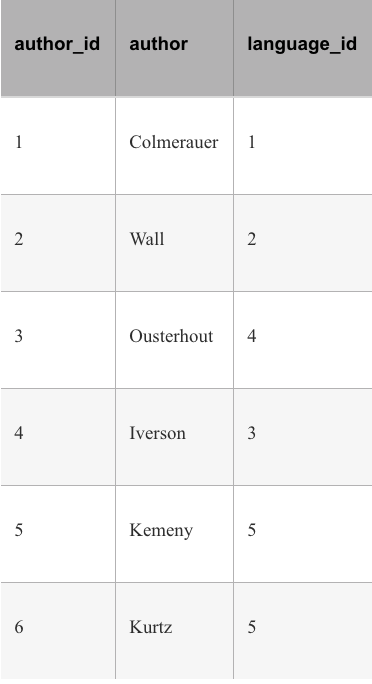 author_id author language_id
1 Colmerauer 1
2 Wall 2
3 Ousterhout 4
4 Iverson 3
5 Kemeny 5
6 Kurtz 5